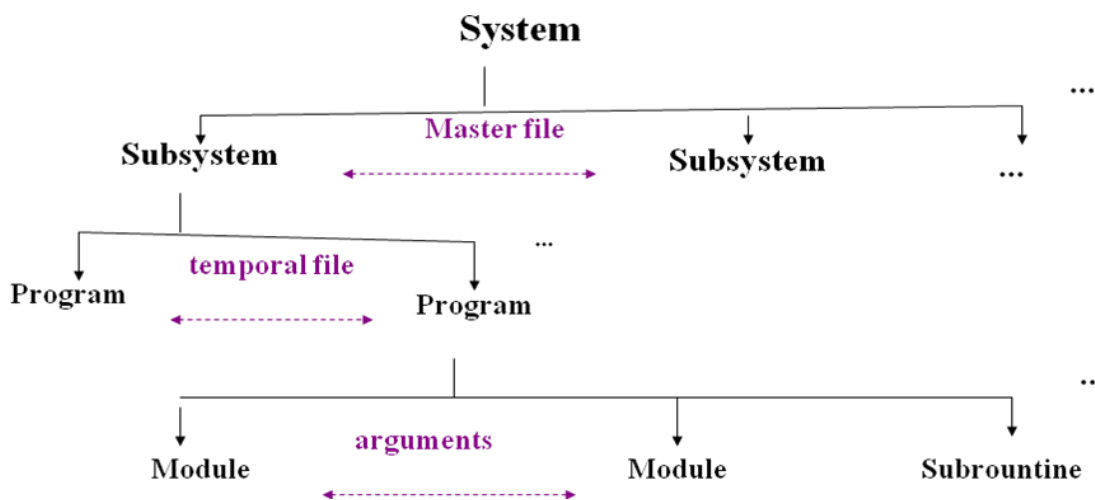 System
...
Master file
Subsystem
Subsystem
...
...
temporal file
Program
Program
..
arguments
Module
Module
Subrountine